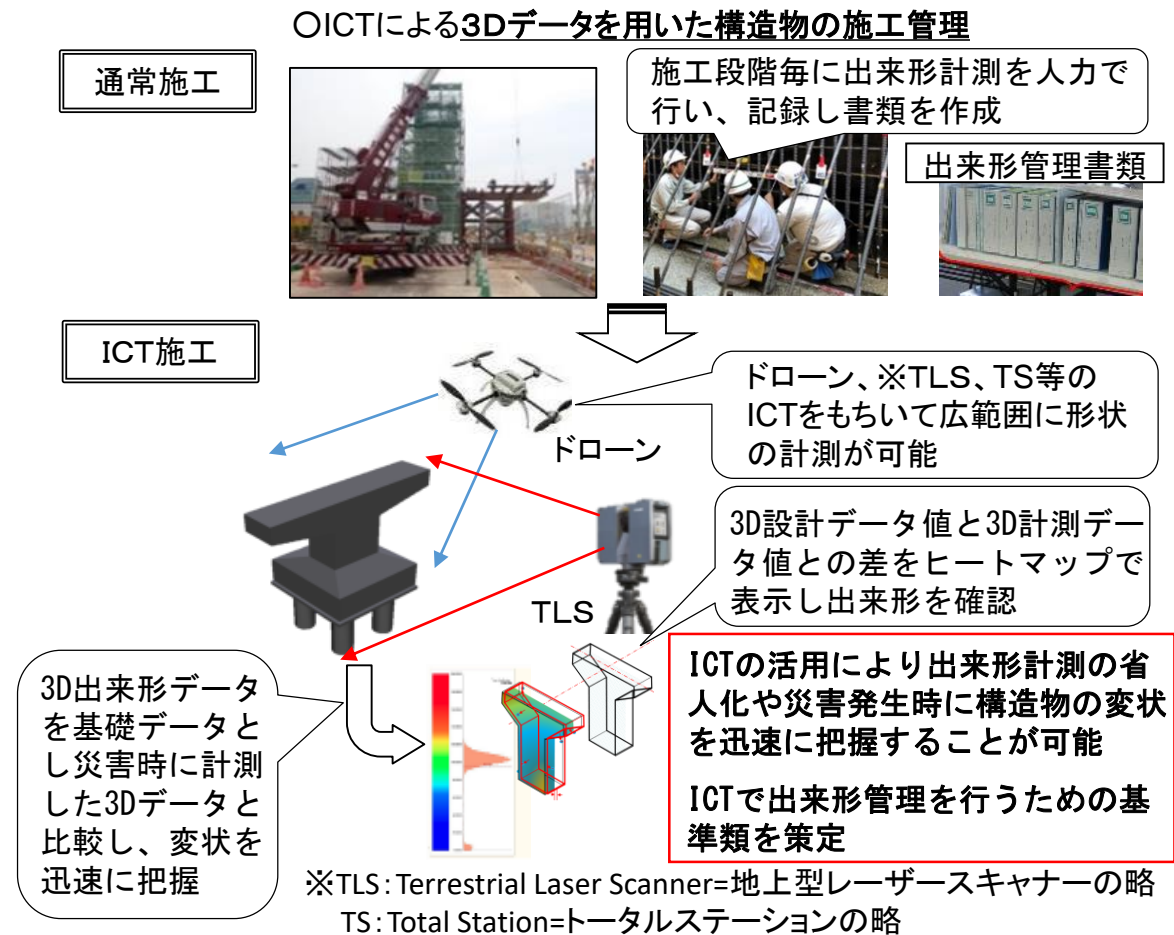 〇ICTによる3Dデータを用いた構造物の施工管理
通常施工
施工段階毎に出来形計測を人力で
行い、記録し書類を作成
出来形管理書類
ICT施工
ドローン
ドローン、※TLS、TS等の
ICTをもちいて広範囲に形状
の計測が可能
TLS
3D設計データ値と3D計測デー
タ値との差をヒートマップで
表示し出来形を確認
3D出来形データ
を基礎データと
し災害時に計測
した3Dデータと
比較し、変状を
迅速に把握
ICTの活用により出来形計測の省
人化や災害発生時に構造物の変状
を迅速に把握することが可能
ICTで出来形管理を行うための基
準類を策定
※TLS:Terrestrial Laser Scanner=地上型レーザースキャナーの略
TS:Total Station=トータルステーションの略